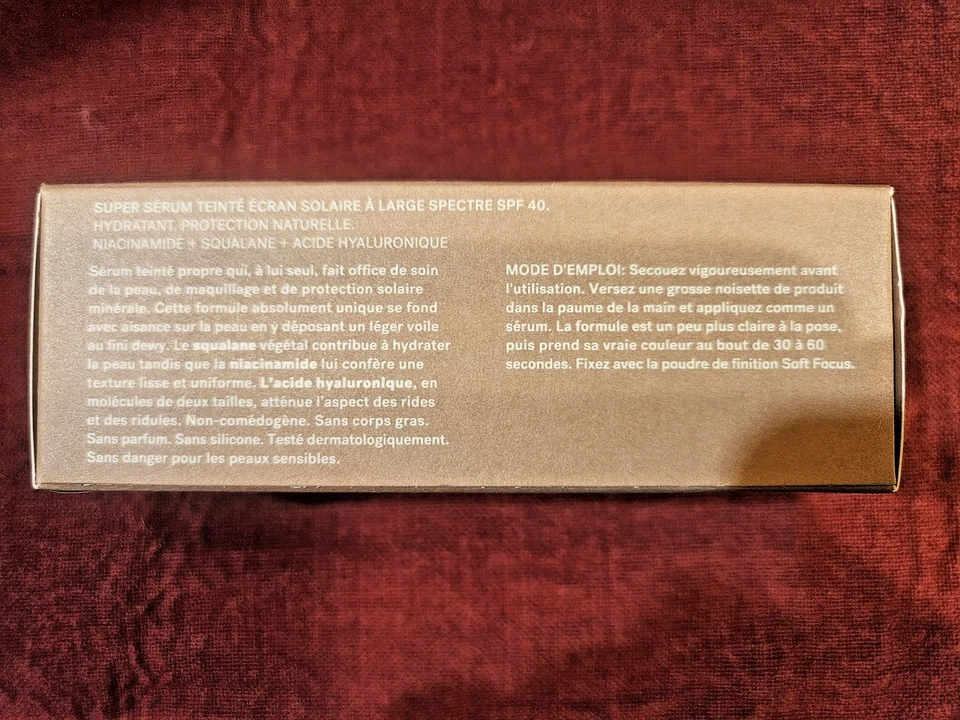 SUPER SÉRUM TEINTÉ ÉCRAN SOLAIRE À LARGE SPECTRE SPF 40.
HYDRATANT. PROTECTION NATURELLE.
NIACINAMIDE + SQUALANE + ACIDE HYALURONIQUE
Sérum teinté propre qui, à lui seul, fait office de soin
de la peau, de maquillage et de protection solaire
minérale. Cette formule absolument unique se fond
avec aisance sur la peau en y déposant un léger voile
au fini dewy. Le squalane végétal contribue à hydrater
la peau tandis que la niacinamide lui confère une
texture lisse et uniforme. L'acide hyaluronique, en
molécules de deux tailles, atténue l'aspect des rides
et des ridules. Non-comédogène. Sans corps gras.
Sans parfum. Sans silicone. Testé dermatologiquement.
Sans danger pour les peaux sensibles.
MODE D'EMPLOI: Secouez vigoureusement avant
l'utilisation. Versez une grosse noisette de produit
dans la paume de la main et appliquez comme un
sérum. La formule est un peu plus claire à la pose,
puis prend sa vraie couleur au bout de 30 à 60
secondes. Fixez avec la poudre de finition Soft Focus.